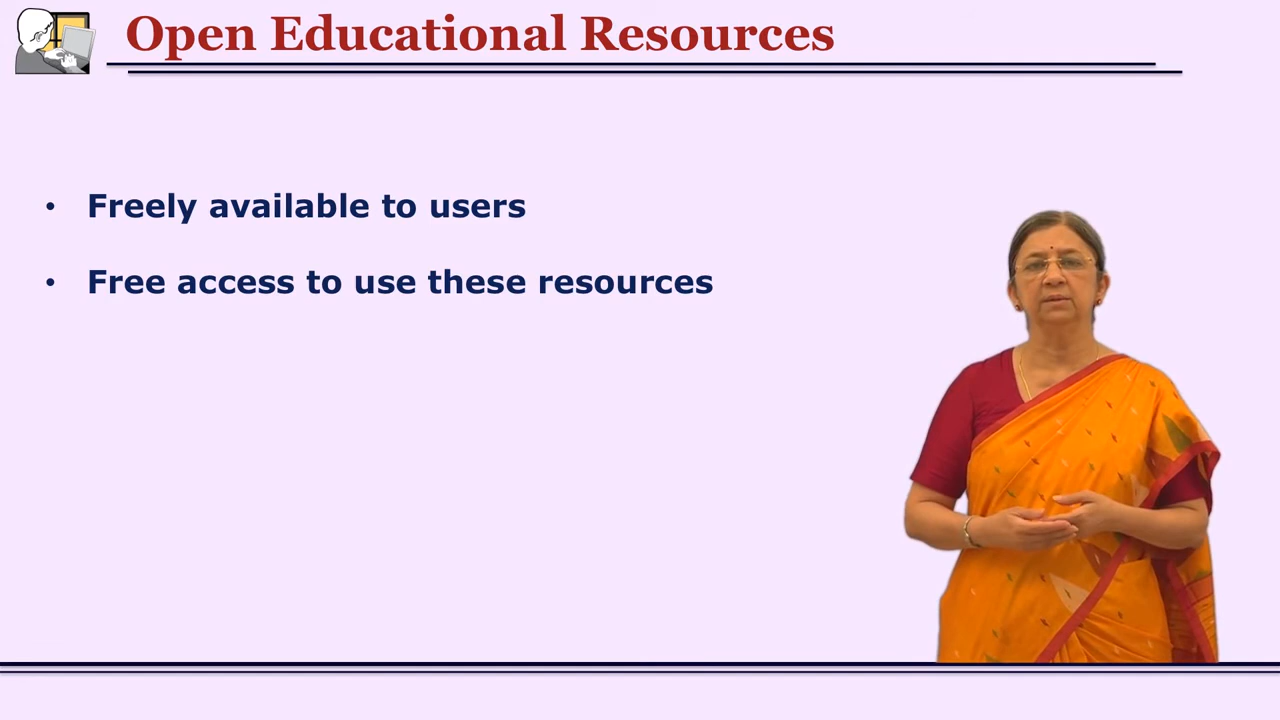 Open Educational Resources
• Freely available to users
• Free access to use these resources